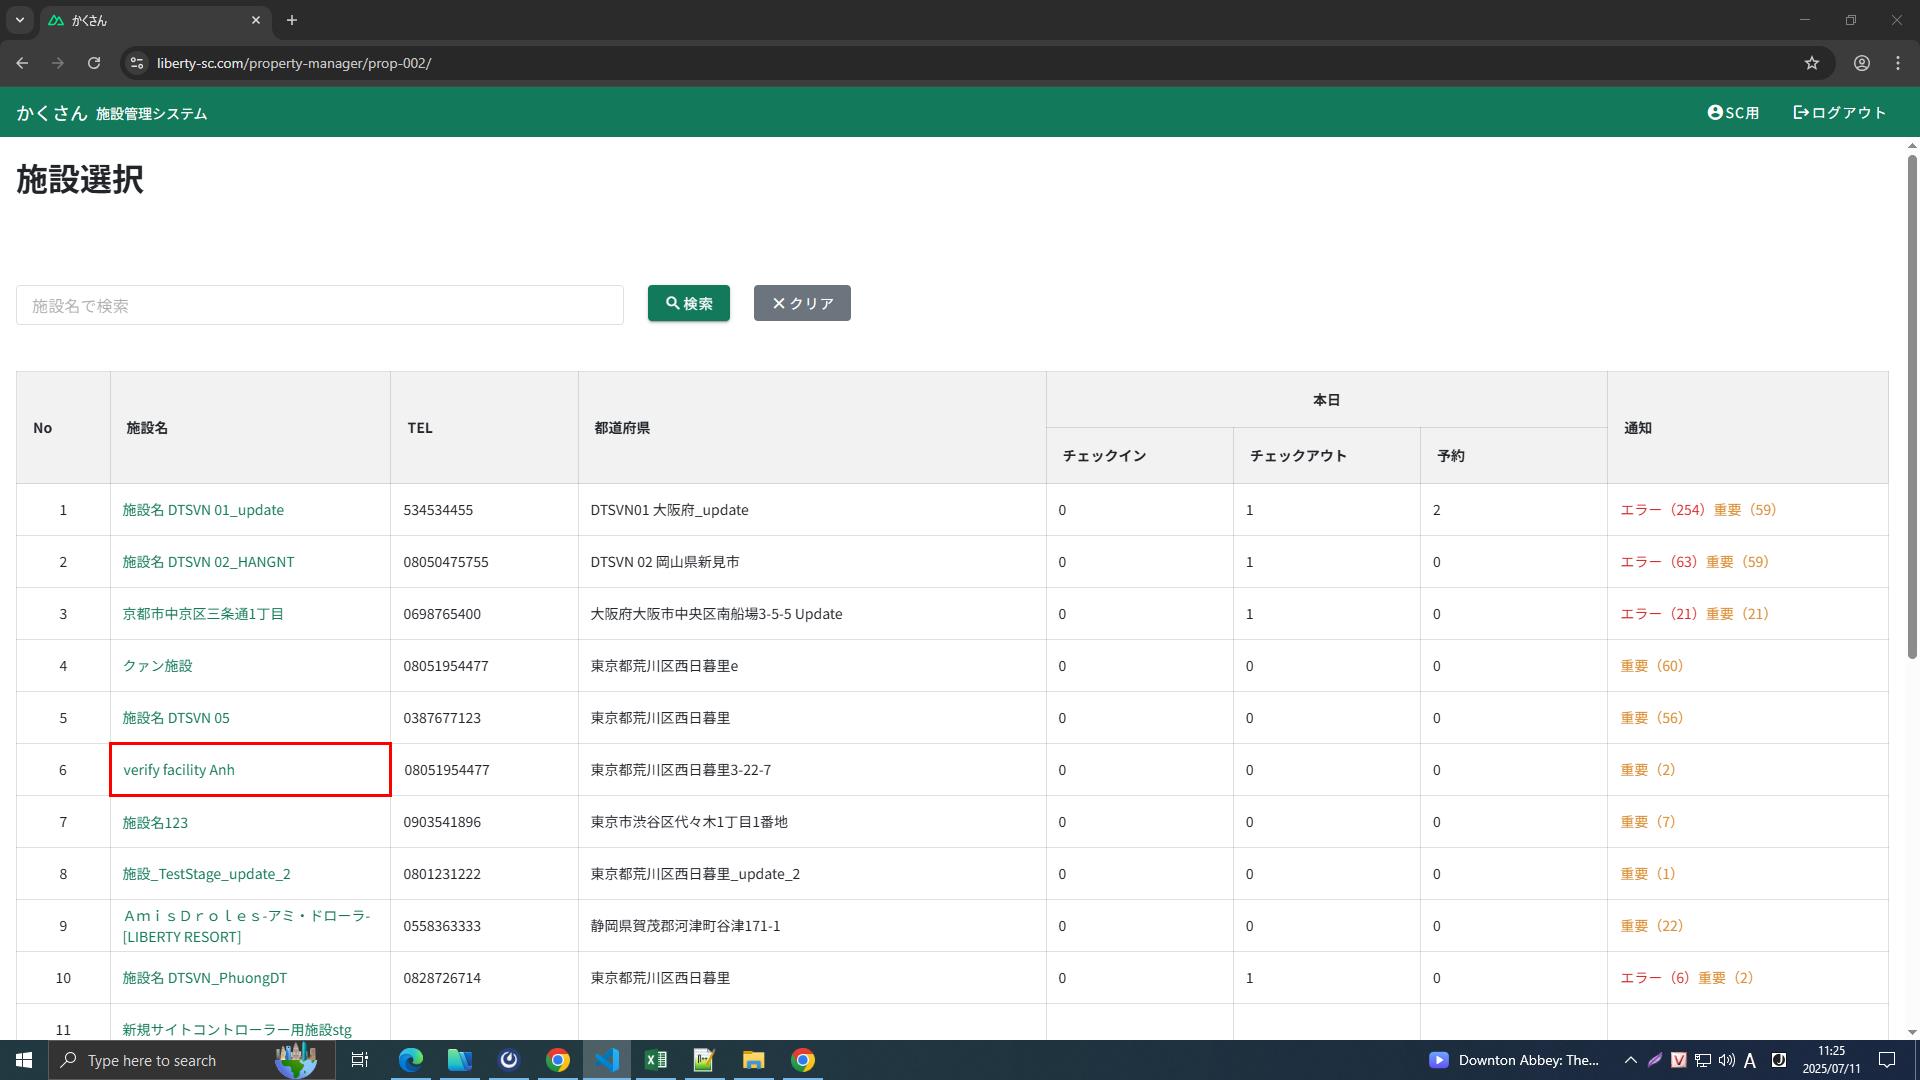 かくさん
liberty-sc.com/property-manager/prop-002/
かくさん 施設管理システム
SC用
ログアウト
施設選択
施設名で検索
検索
クリア
No 施設名 TEL 都道府県 本日 通知
チェックイン チェックアウト 予約
1 施設名 DTSVN 01_update 534534455 DTSVN01 大阪府_update 0 1 2 エラー（254）重要（59）
2 施設名 DTSVN 02_HANGNT 08050475755 DTSVN 02 岡山県新見市 0 1 0 エラー（63）重要（59）
3 京都市中京区三条通1丁目 0698765400 大阪府大阪市中央区南船場3-5-5 Update 0 1 0 エラー（21）重要（21）
4 クァン施設 08051954477 東京都荒川区西日暮里e 0 0 0 重要（60）
5 施設名 DTSVN 05 0387677123 東京都荒川区西日暮里 0 0 0 重要（56）
6 verify facility Anh 08051954477 東京都荒川区西日暮里3-22-7 0 0 0 重要（2）
7 施設名123 0903541896 東京市渋谷区代々木1丁目1番地 0 0 0 重要（7）
8 施設_TestStage_update_2 0801231222 東京都荒川区西日暮里_update_2 0 0 0 重要（1）
9 ＡｍｉｓＤｒｏｌｅｓ-アミ・ドローラ- 0558363333 静岡県賀茂郡河津町谷津171-1 0 0 0 重要（22）
[LIBERTY RESORT]
10 施設名 DTSVN_PhuongDT 0828726714 東京都荒川区西日暮里 0 1 0 エラー（6）重要（2）
11 新規サイトコントローラー用施設stg
Type here to search
Downton Abbey: The...
A
11:25
2025/07/11